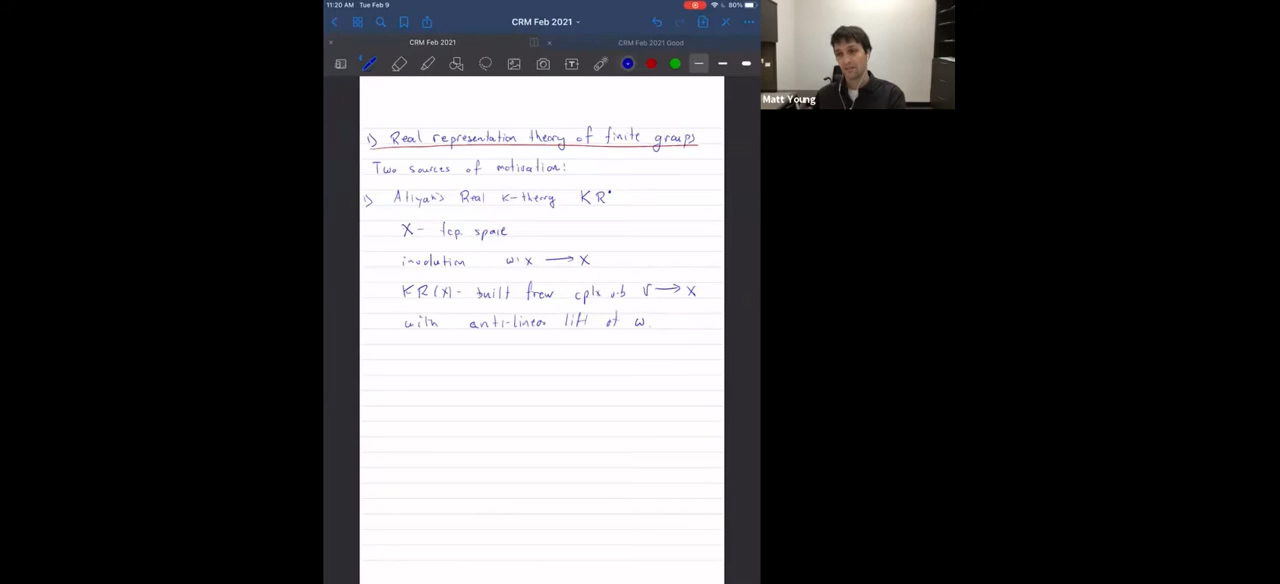 11:20 AM Tue Feb 9
80%
CRM Feb 2021
CRM Feb 2021
CRM Feb 2021 Good
Matt Young
1) Real representation theory of finite groups
Two sources of motivation:
1) Atiyah's Real K-theory KR•
X - top. space
involution ω: X → X
KR(X) - built from cplx v.b V → X
with anti-linear lift of ω.